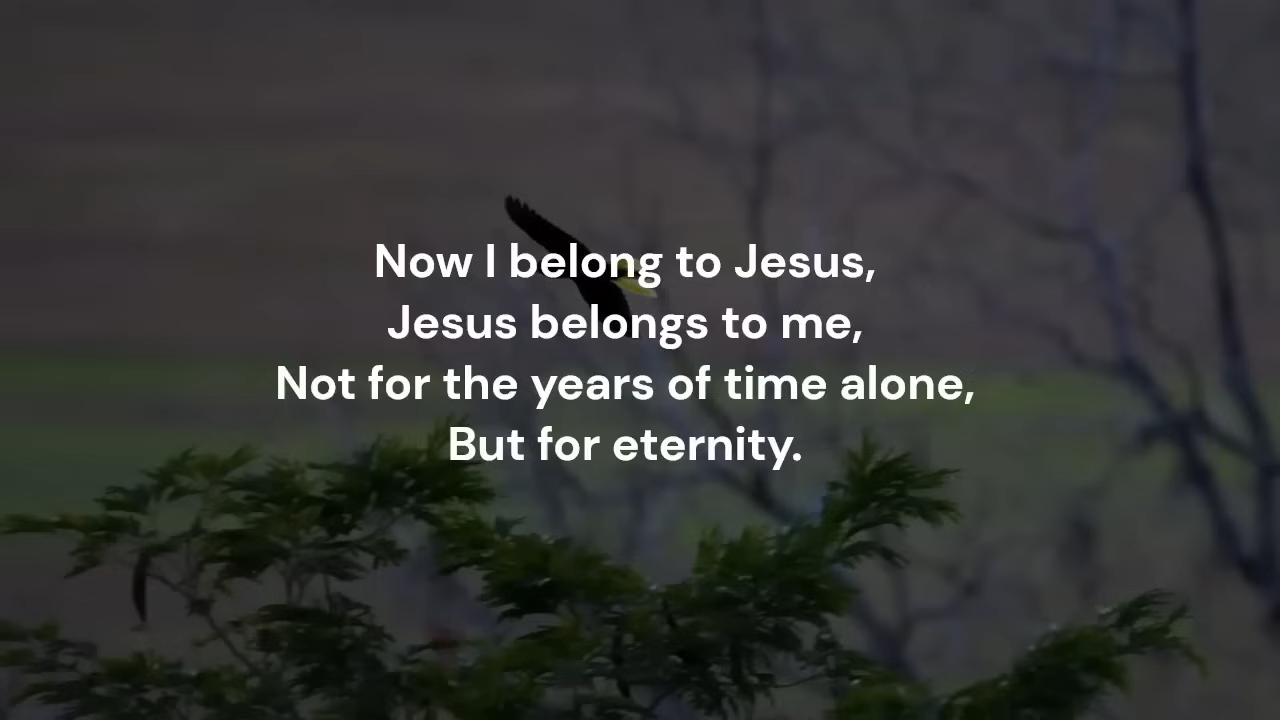 Now I belong to Jesus,
Jesus belongs to me,
Not for the years of time alone,
But for eternity.